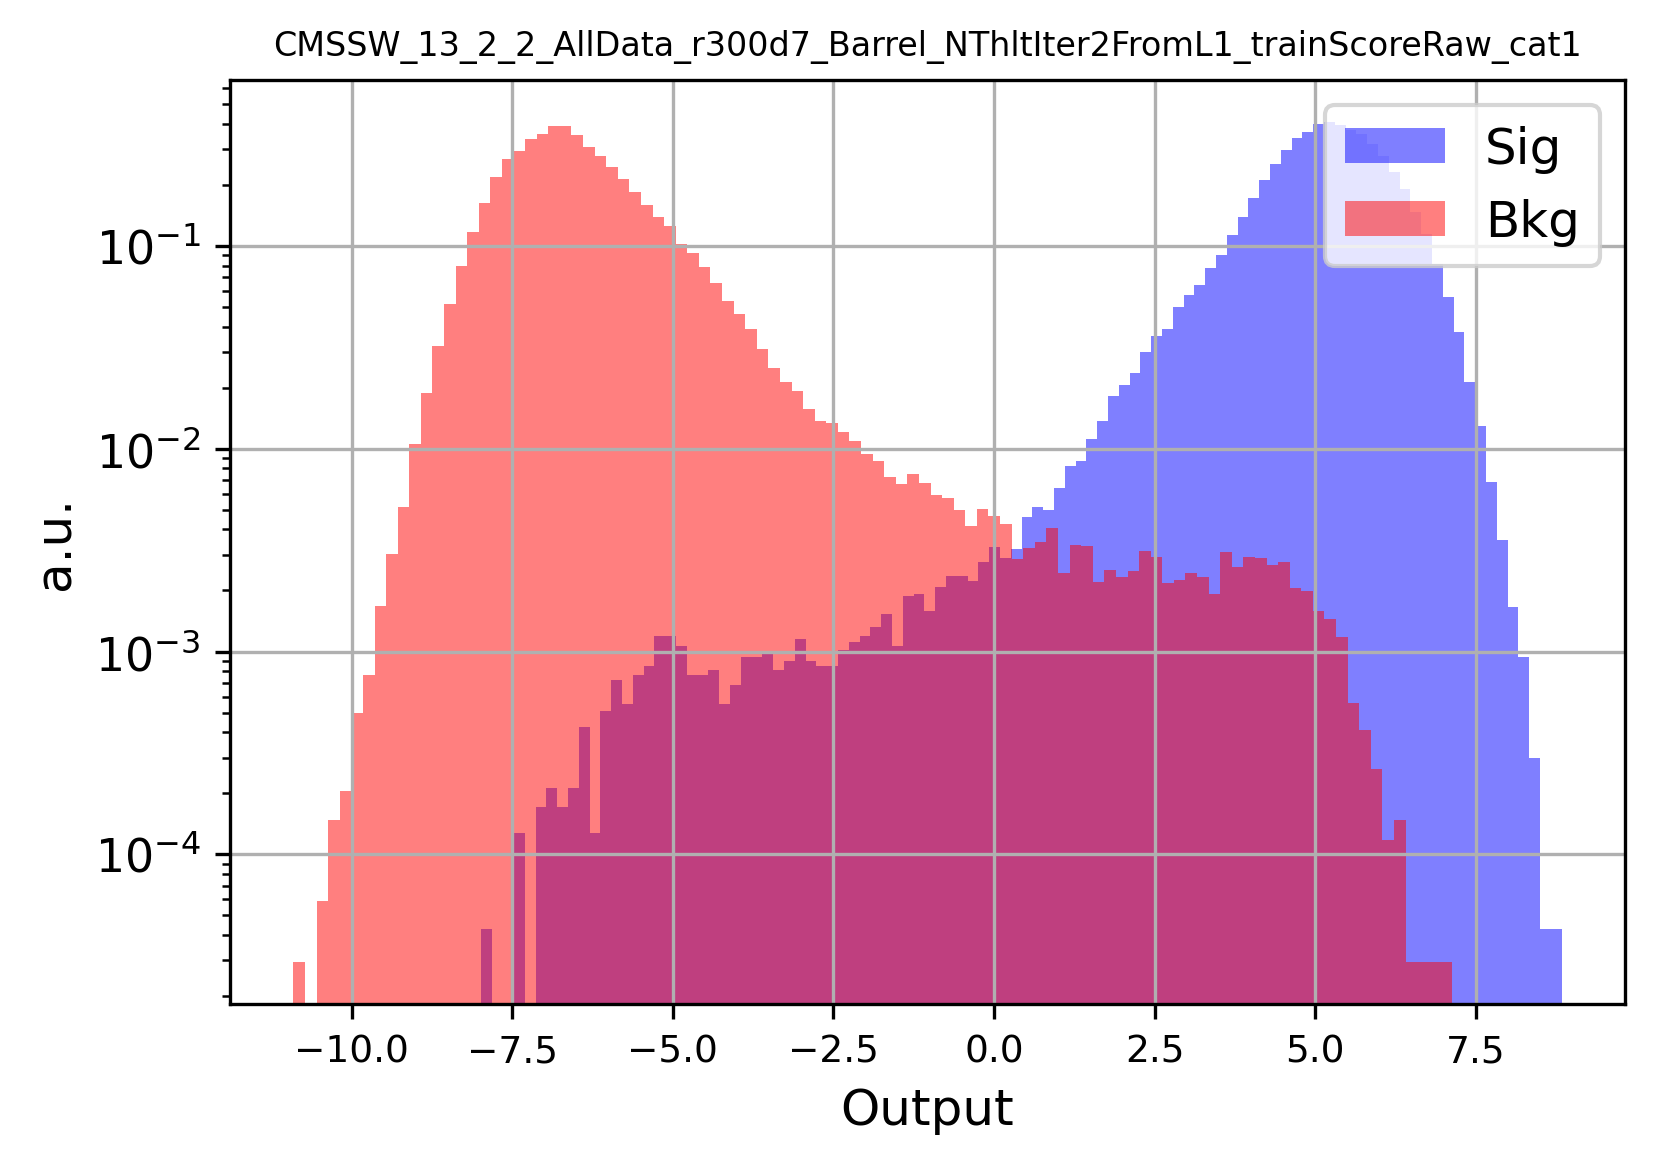 CMSSW_13_2_2_AllData_r300d7_Barrel_NThltIter2FromL1_trainScoreRaw_cat1
Sig
Bkg
10⁻¹
10⁻²
10⁻³
10⁻⁴
a.u.
−10.0 −7.5 −5.0 −2.5 0.0 2.5 5.0 7.5
Output